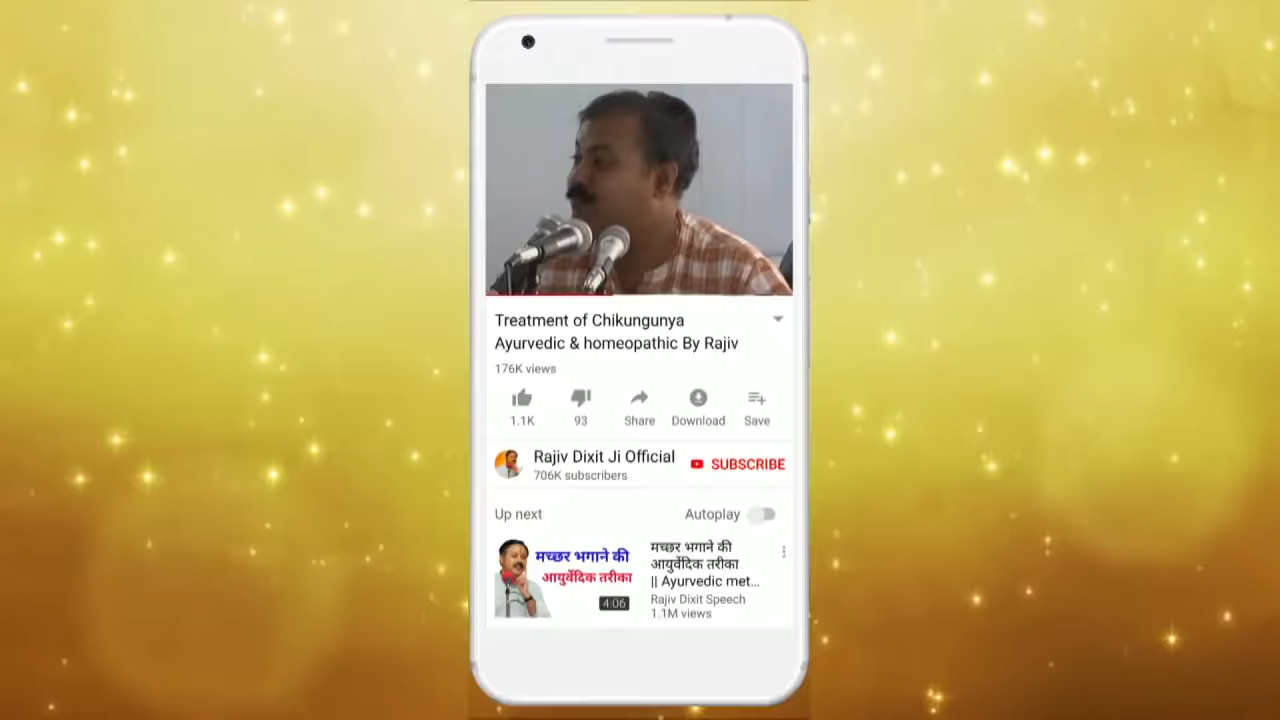 Treatment of Chikungunya
Ayurvedic & homeopathic By Rajiv
176K views
1.1K 93 Share Download Save
Rajiv Dixit Ji Official
706K subscribers
SUBSCRIBE
Up next Autoplay
मच्छर भगाने की
आयुर्वेदिक तरीका
4:06
मच्छर भगाने की
आयुर्वेदिक तरीका
|| Ayurvedic met...
Rajiv Dixit Speech
1.1M views